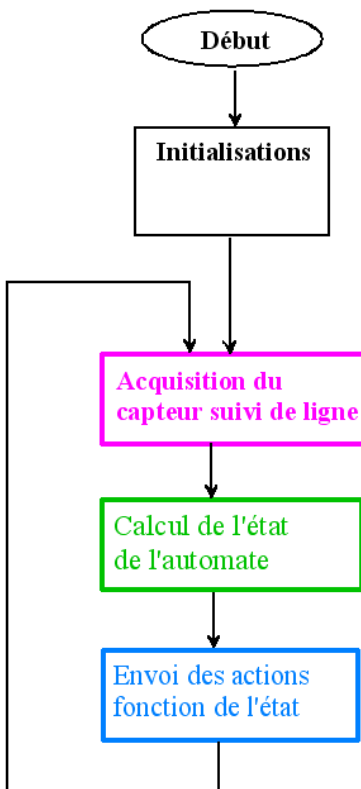 Début
Initialisations
Acquisition du
capteur suivi de ligne
Calcul de l'état
de l'automate
Envoi des actions
fonction de l'état